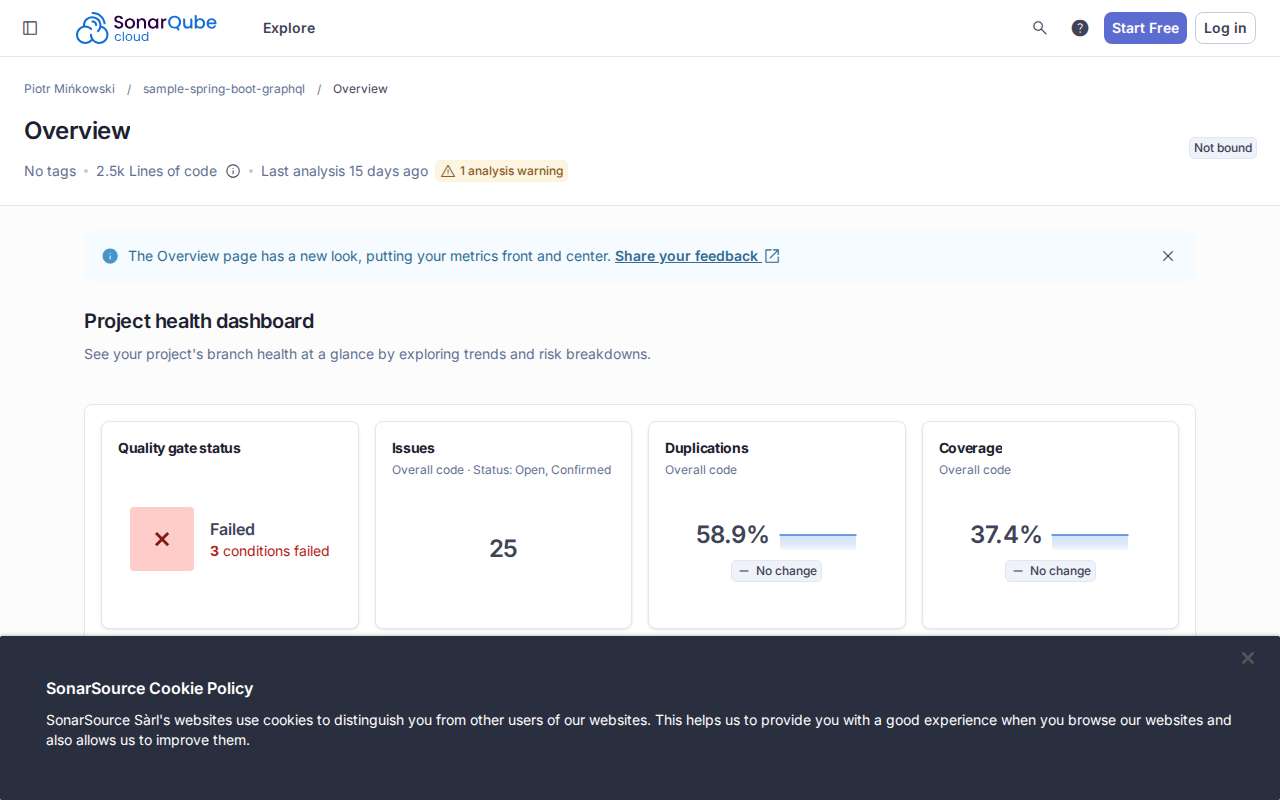 SonarQube
cloud
Explore
Start Free
Log in
Piotr Mińkowski / sample-spring-boot-graphql / Overview
Overview
Not bound
No tags • 2.5k Lines of code • Last analysis 15 days ago 1 analysis warning
The Overview page has a new look, putting your metrics front and center. Share your feedback
Project health dashboard
See your project's branch health at a glance by exploring trends and risk breakdowns.
Quality gate status
Failed
3 conditions failed
Issues
Overall code · Status: Open, Confirmed
25
Duplications
Overall code
58.9%
No change
Coverage
Overall code
37.4%
No change
SonarSource Cookie Policy
SonarSource Sàrl's websites use cookies to distinguish you from other users of our websites. This helps us to provide you with a good experience when you browse our websites and
also allows us to improve them.